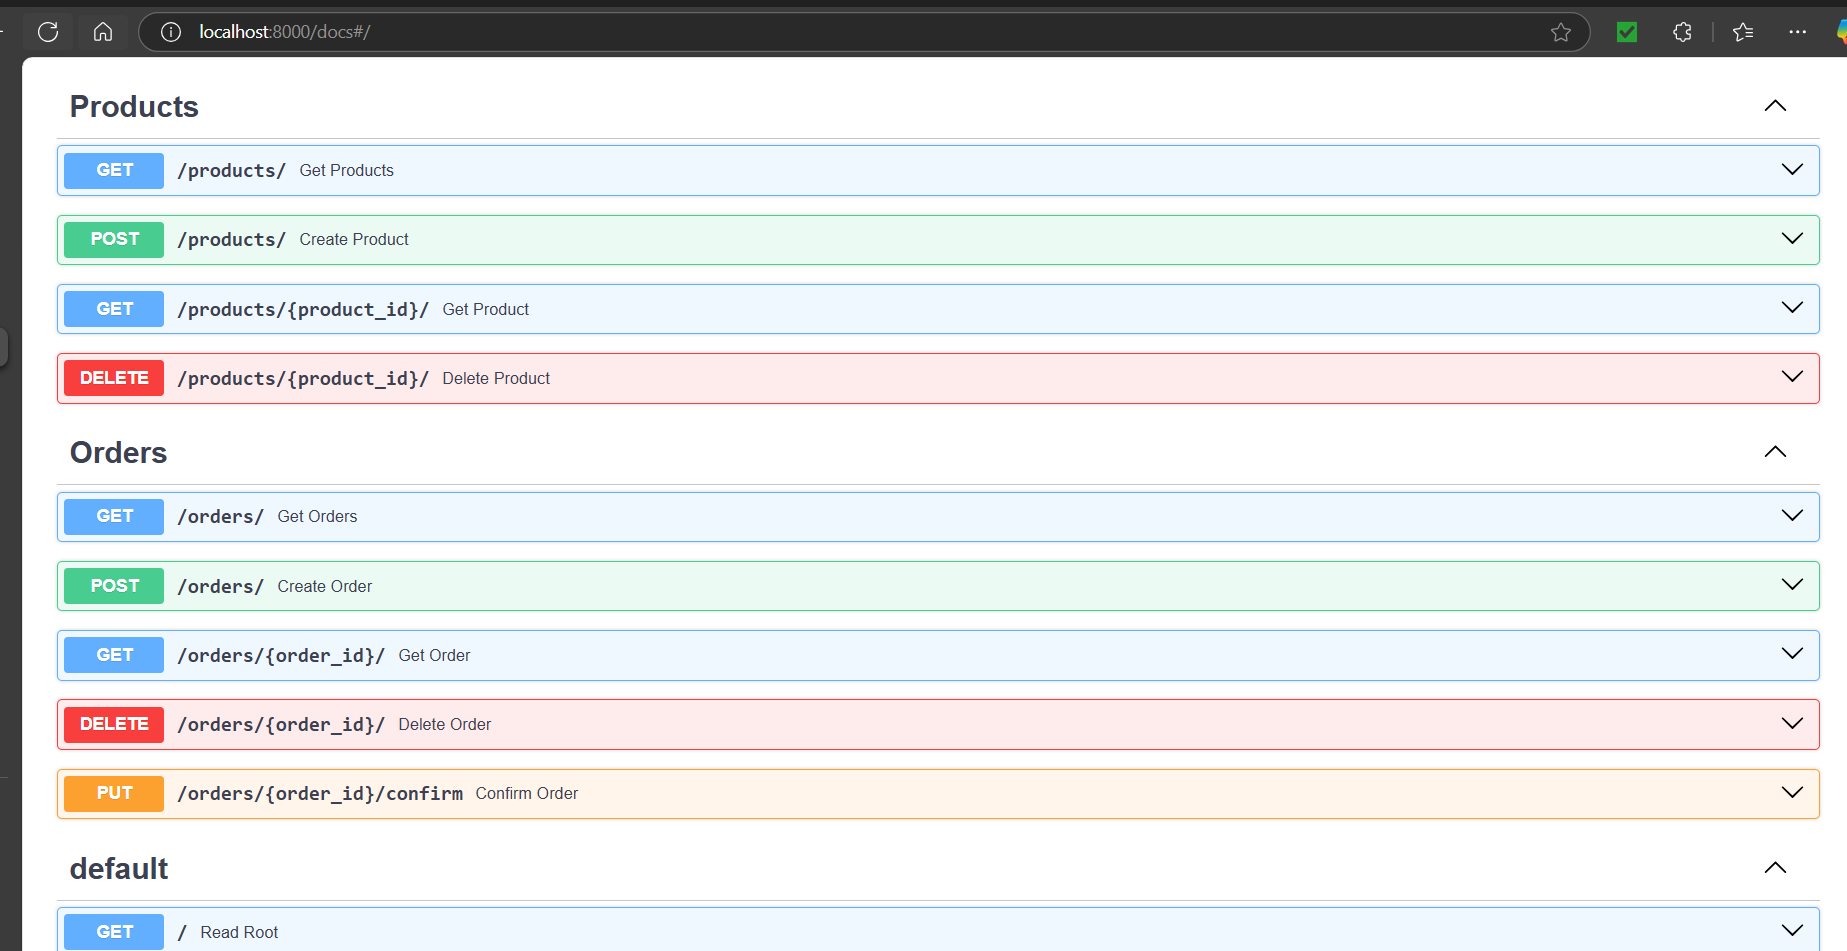 localhost:8000/docs#/
Products
GET /products/ Get Products
POST /products/ Create Product
GET /products/{product_id}/ Get Product
DELETE /products/{product_id}/ Delete Product
Orders
GET /orders/ Get Orders
POST /orders/ Create Order
GET /orders/{order_id}/ Get Order
DELETE /orders/{order_id}/ Delete Order
PUT /orders/{order_id}/confirm Confirm Order
default
GET / Read Root